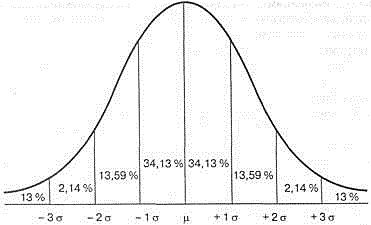 34,13 % 34,13 %
13,59 % 13,59 %
2,14 % 2,14 %
13 % 13 %
−3 σ −2 σ −1 σ μ +1 σ +2 σ +3 σ